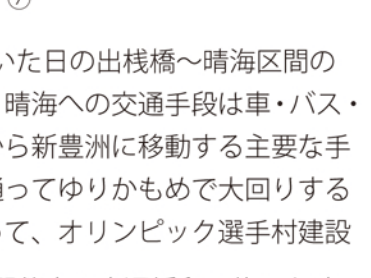 ⑦
いた日の出桟橋〜晴海区間の
晴海への交通手段は車・バス・
から新豊洲に移動する主要な手
通ってゆりかもめで大回りする
て、オリンピック選手村建設